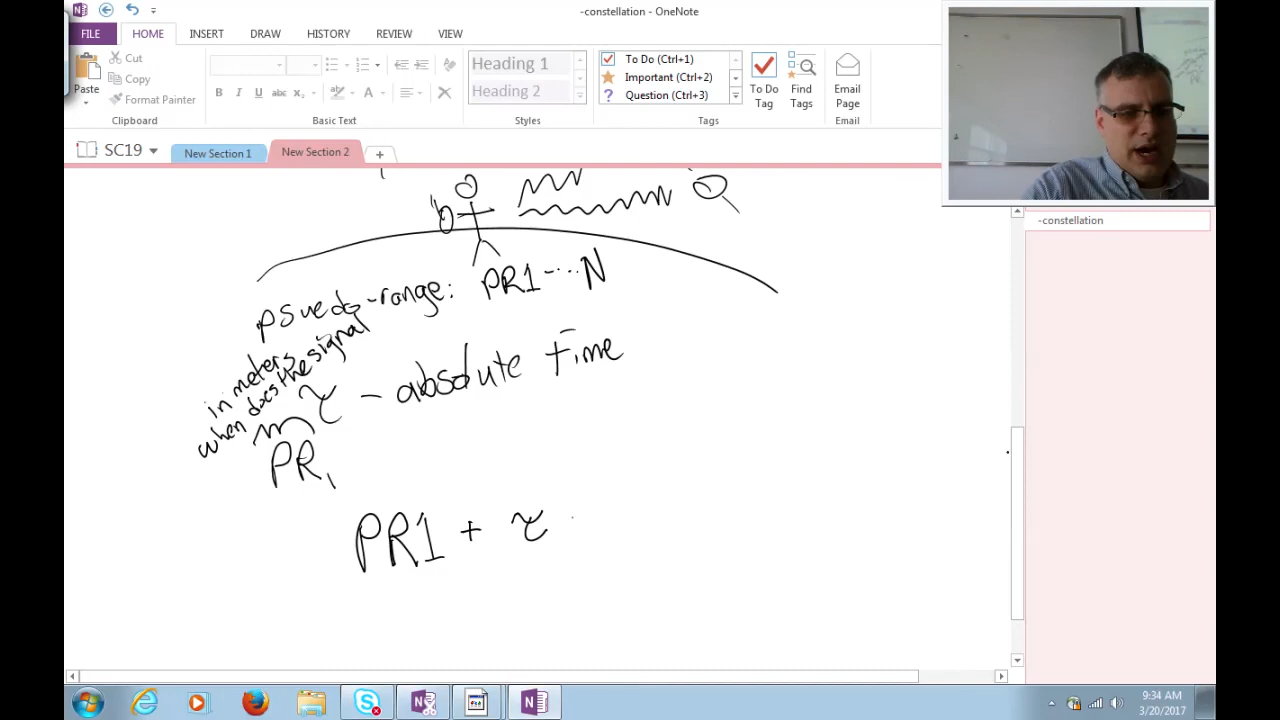 -constellation - OneNote
FILE HOME INSERT DRAW HISTORY REVIEW VIEW
Paste
Cut
Copy
Format Painter
Clipboard
B I U abc x₂ A
Basic Text
Heading 1
Heading 2
Styles
To Do (Ctrl+1)
Important (Ctrl+2)
? Question (Ctrl+3)
Tags
To Do Tag
Find Tags
Email Page
Email
SC19
New Section 1
New Section 2
+
-constellation
psuedo-range: PR1 --... N
in meters
when does the signal
τ - absolute time
PR1
PR1 + τ
9:34 AM
3/20/2017